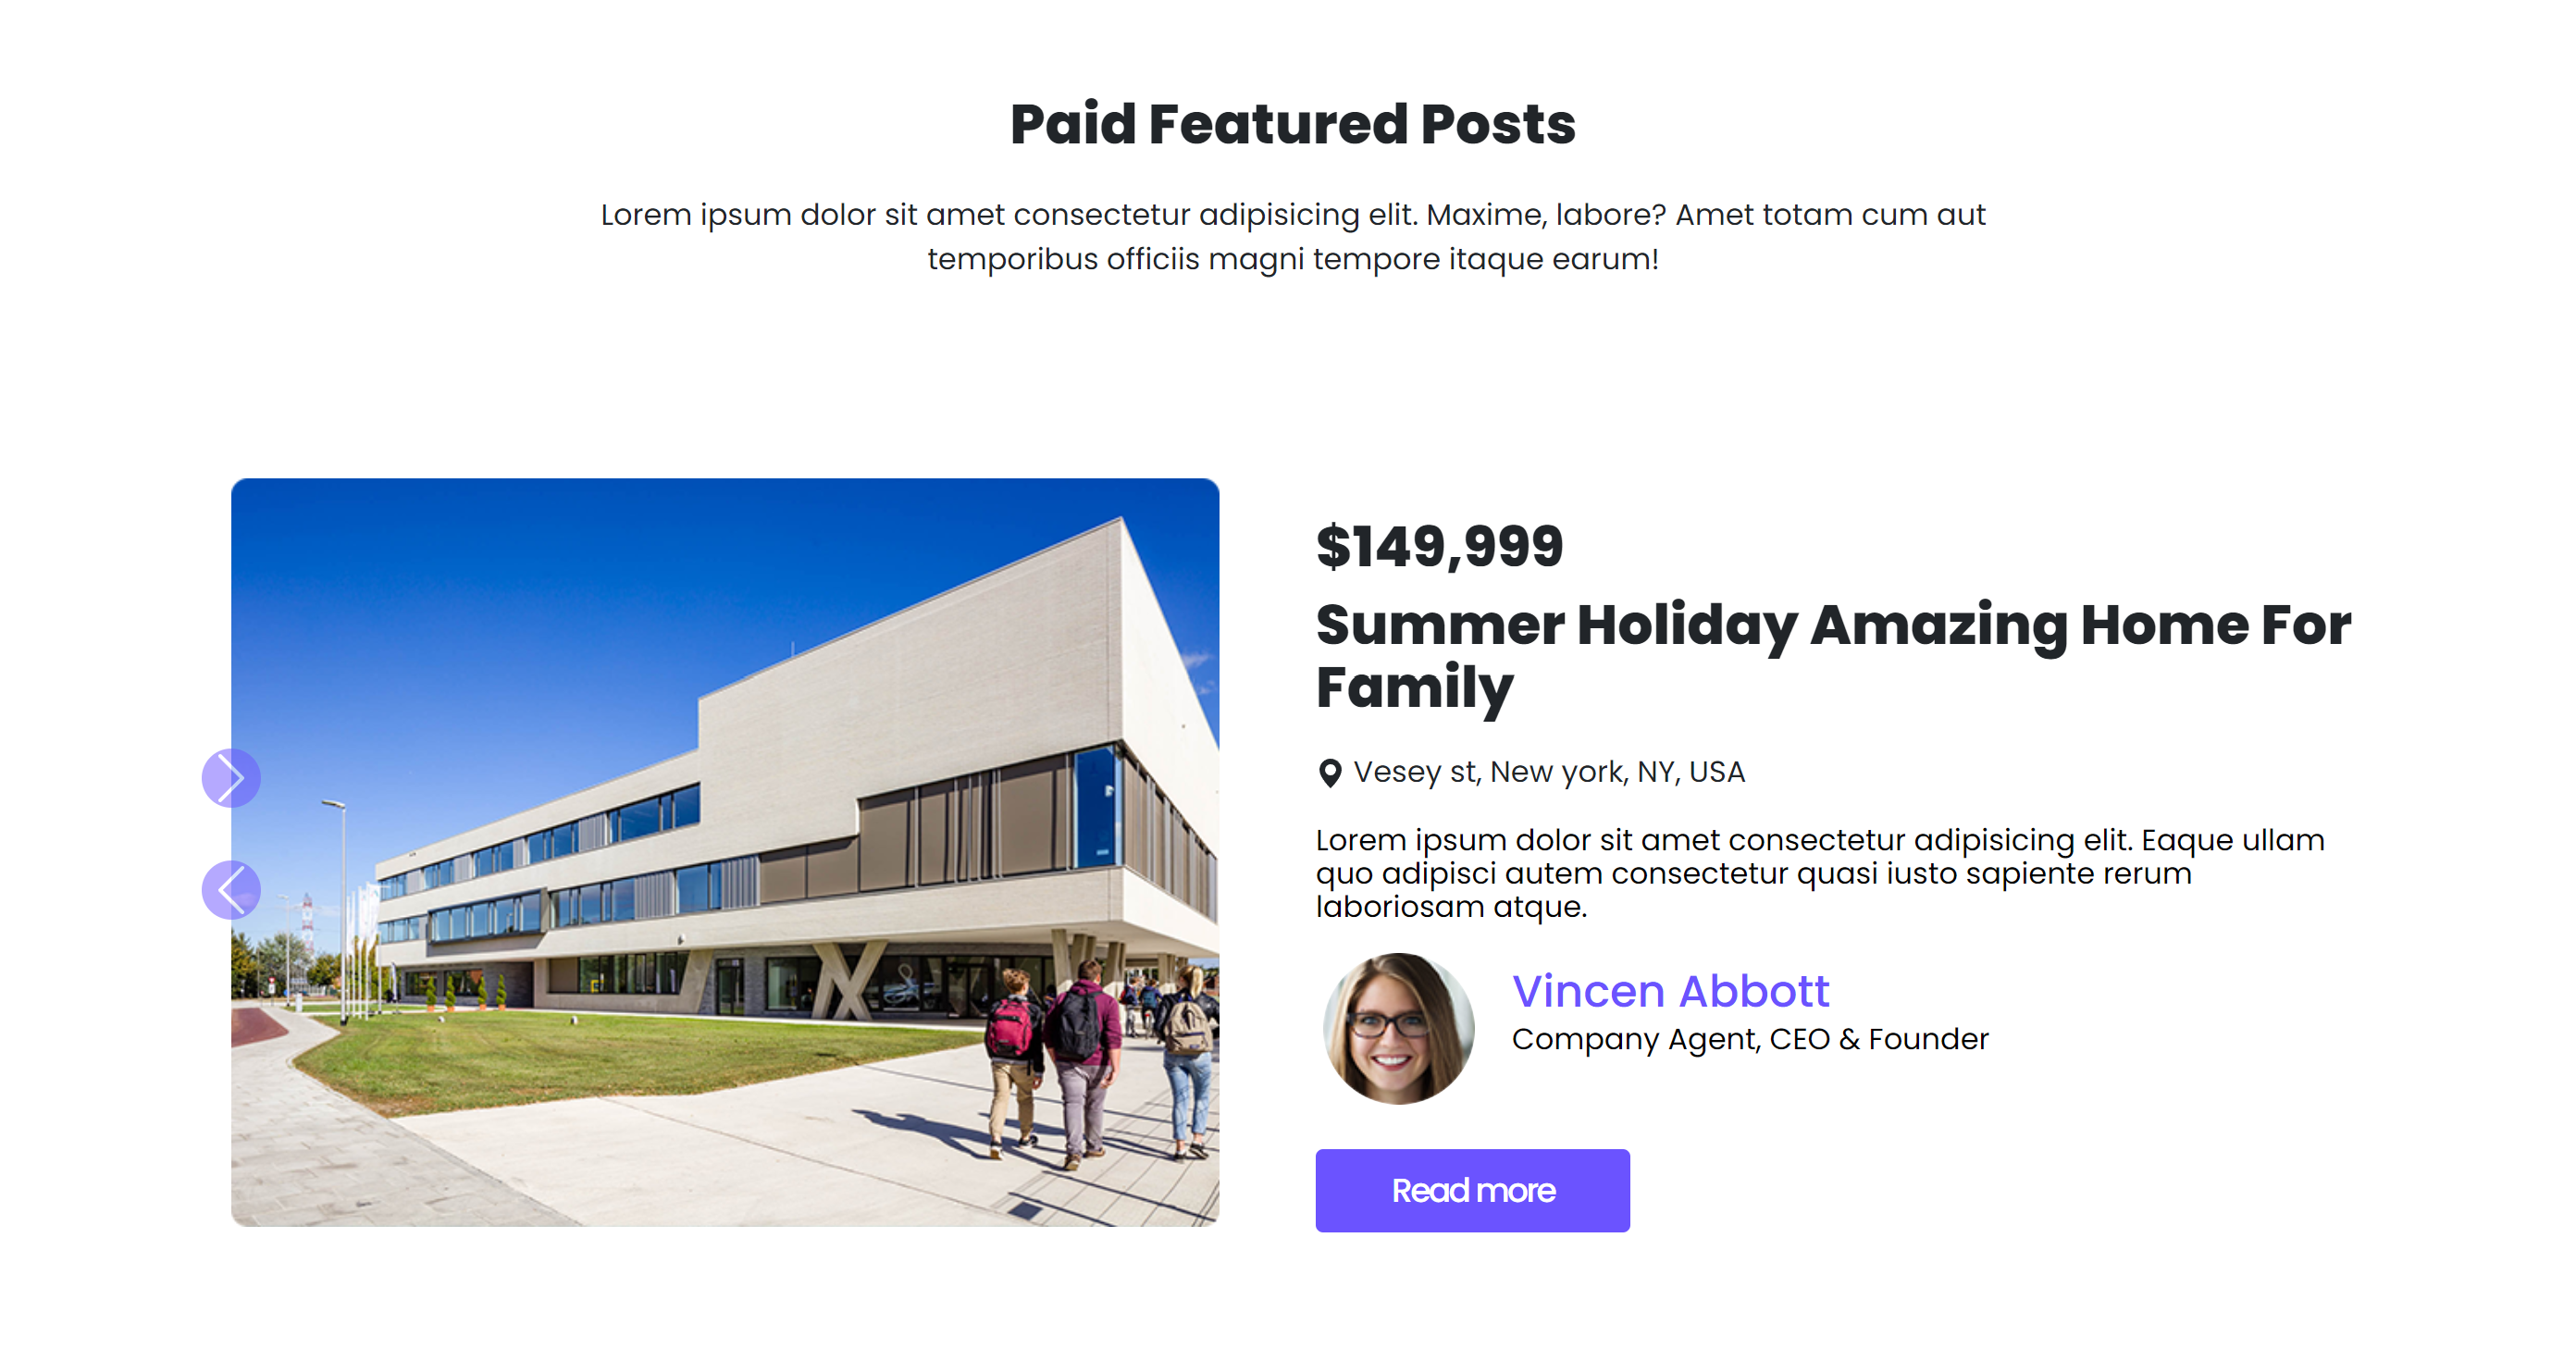 Paid Featured Posts
Lorem ipsum dolor sit amet consectetur adipisicing elit. Maxime, labore? Amet totam cum aut
temporibus officiis magni tempore itaque earum!
$149,999
Summer Holiday Amazing Home For
Family
Vesey st, New york, NY, USA
Lorem ipsum dolor sit amet consectetur adipisicing elit. Eaque ullam
quo adipisci autem consectetur quasi iusto sapiente rerum
laboriosam atque.
Vincen Abbott
Company Agent, CEO & Founder
Read more